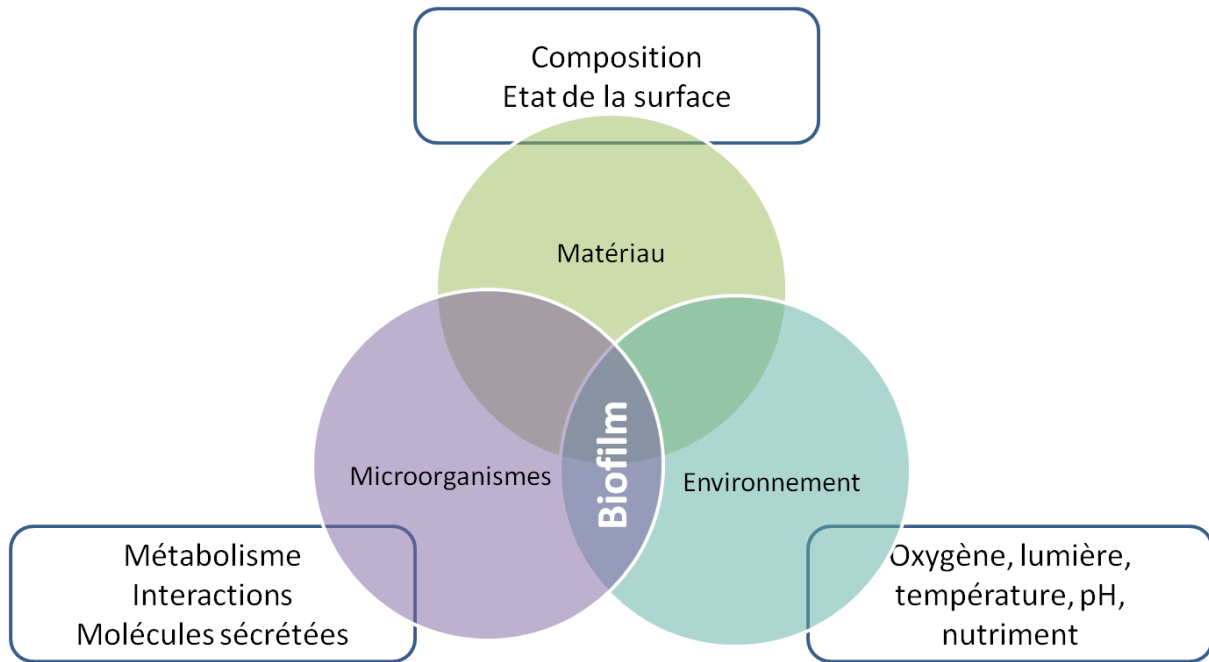 Composition
Etat de la surface
Matériau
Microorganismes
Biofilm
Environnement
Métabolisme
Interactions
Molécules sécrétées
Oxygène, lumière,
température, pH,
nutriment